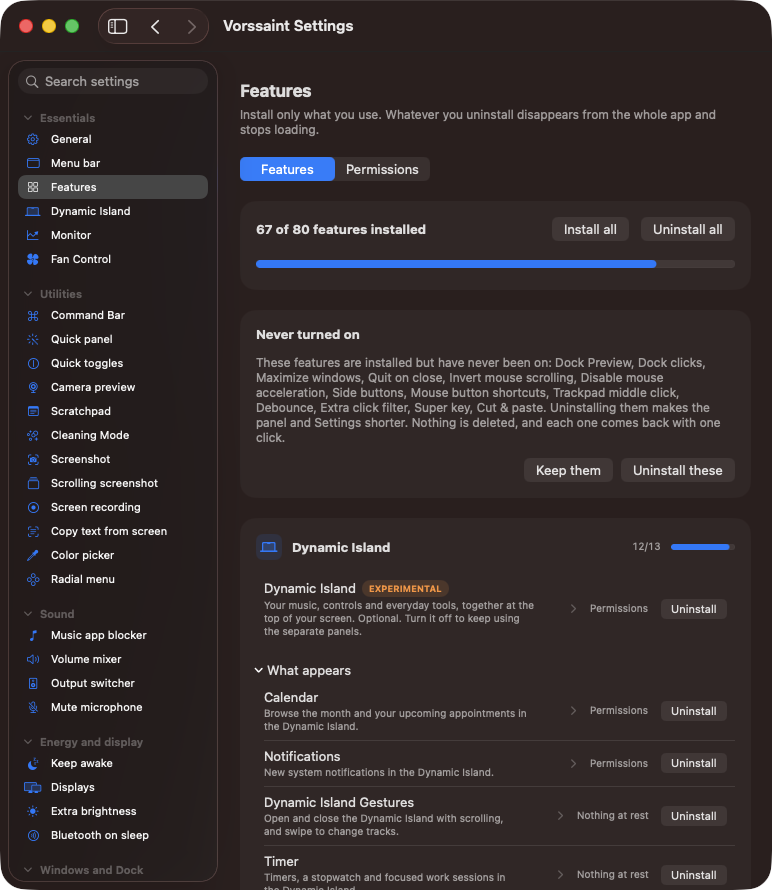 Vorssaint Settings
Search settings
Essentials
General
Menu bar
Features
Dynamic Island
Monitor
Fan Control
Utilities
Command Bar
Quick panel
Quick toggles
Camera preview
Scratchpad
Cleaning Mode
Screenshot
Scrolling screenshot
Screen recording
Copy text from screen
Color picker
Radial menu
Sound
Music app blocker
Volume mixer
Output switcher
Mute microphone
Energy and display
Keep awake
Displays
Extra brightness
Bluetooth on sleep
Windows and Dock
Features
Install only what you use. Whatever you uninstall disappears from the whole app and
stops loading.
Features Permissions
67 of 80 features installed Install all Uninstall all
Never turned on
These features are installed but have never been on: Dock Preview, Dock clicks,
Maximize windows, Quit on close, Invert mouse scrolling, Disable mouse
acceleration, Side buttons, Mouse button shortcuts, Trackpad middle click,
Debounce, Extra click filter, Super key, Cut & paste. Uninstalling them makes the
panel and Settings shorter. Nothing is deleted, and each one comes back with one
click.
Keep them Uninstall these
Dynamic Island 12/13
Dynamic Island EXPERIMENTAL
Your music, controls and everyday tools, together at the
top of your screen. Optional. Turn it off to keep using
the separate panels.
Permissions Uninstall
What appears
Calendar
Browse the month and your upcoming appointments in
the Dynamic Island.
Permissions Uninstall
Notifications
New system notifications in the Dynamic Island.
Permissions Uninstall
Dynamic Island Gestures
Open and close the Dynamic Island with scrolling,
and swipe to change tracks.
Nothing at rest Uninstall
Timer
Timers, a stopwatch and focused work sessions in
the Dynamic Island.
Nothing at rest Uninstall